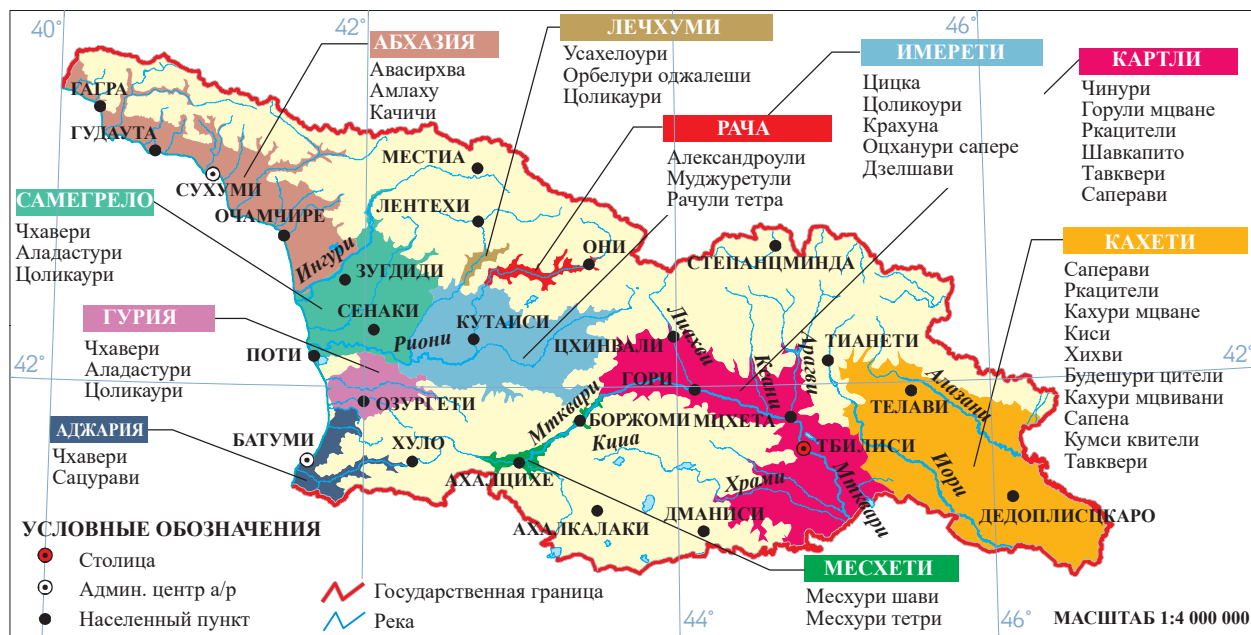 40°
42°
46°
АБХАЗИЯ
Авасирхва
Амлаху
Качичи
ЛЕЧХУМИ
Усахелоури
Орбелури оджалеши
Цоликаури
РАЧА
Александроули
Муджуретули
Рачули тетра
ИМЕРЕТИ
Цицка
Цоликоури
Крахуна
Оцханури сапере
Дзелшави
КАРТЛИ
Чинури
Горули мцване
Ркацители
Шавкапито
Тавквери
Саперави
САМЕГРЕЛО
Чхавери
Аладастури
Цоликаури
ГУРИЯ
Чхавери
Аладастури
Цоликаури
АДЖАРИЯ
Чхавери
Сацурави
КАХЕТИ
Саперави
Ркацители
Кахури мцване
Киси
Хихви
Будешури цители
Кахури мцвивани
Сапена
Кумси квители
Тавквери
МЕСХЕТИ
Месхури шави
Месхури тетри
ГАГРА
ГУДАУТА
СУХУМИ
ОЧАМЧИРЕ
МЕСТИА
ЛЕНТЕХИ
ОНИ
СТЕПАНЦМИНДА
Ингури
ЗУГДИДИ
СЕНАКИ
КУТАИСИ
Риони
ПОТИ
ЦХИНВАЛИ
Лиахви
Ксани
Арагви
ТИАНЕТИ
42°
42°
ГОРИ
ТЕЛАВИ
Алазани
ОЗУРГЕТИ
Мтквари
БОРЖОМИ
МЦХЕТА
БАТУМИ
ХУЛО
Кциа
ТБИЛИСИ
АХАЛЦИХЕ
Храми
Мтквари
Иори
АХАЛКАЛАКИ
ДМАНИСИ
ДЕДОПЛИСЦКАРО
УСЛОВНЫЕ ОБОЗНАЧЕНИЯ
Столица
Админ. центр а/р
Населенный пункт
Государственная граница
Река
44°
46°
МАСШТАБ 1:4 000 000